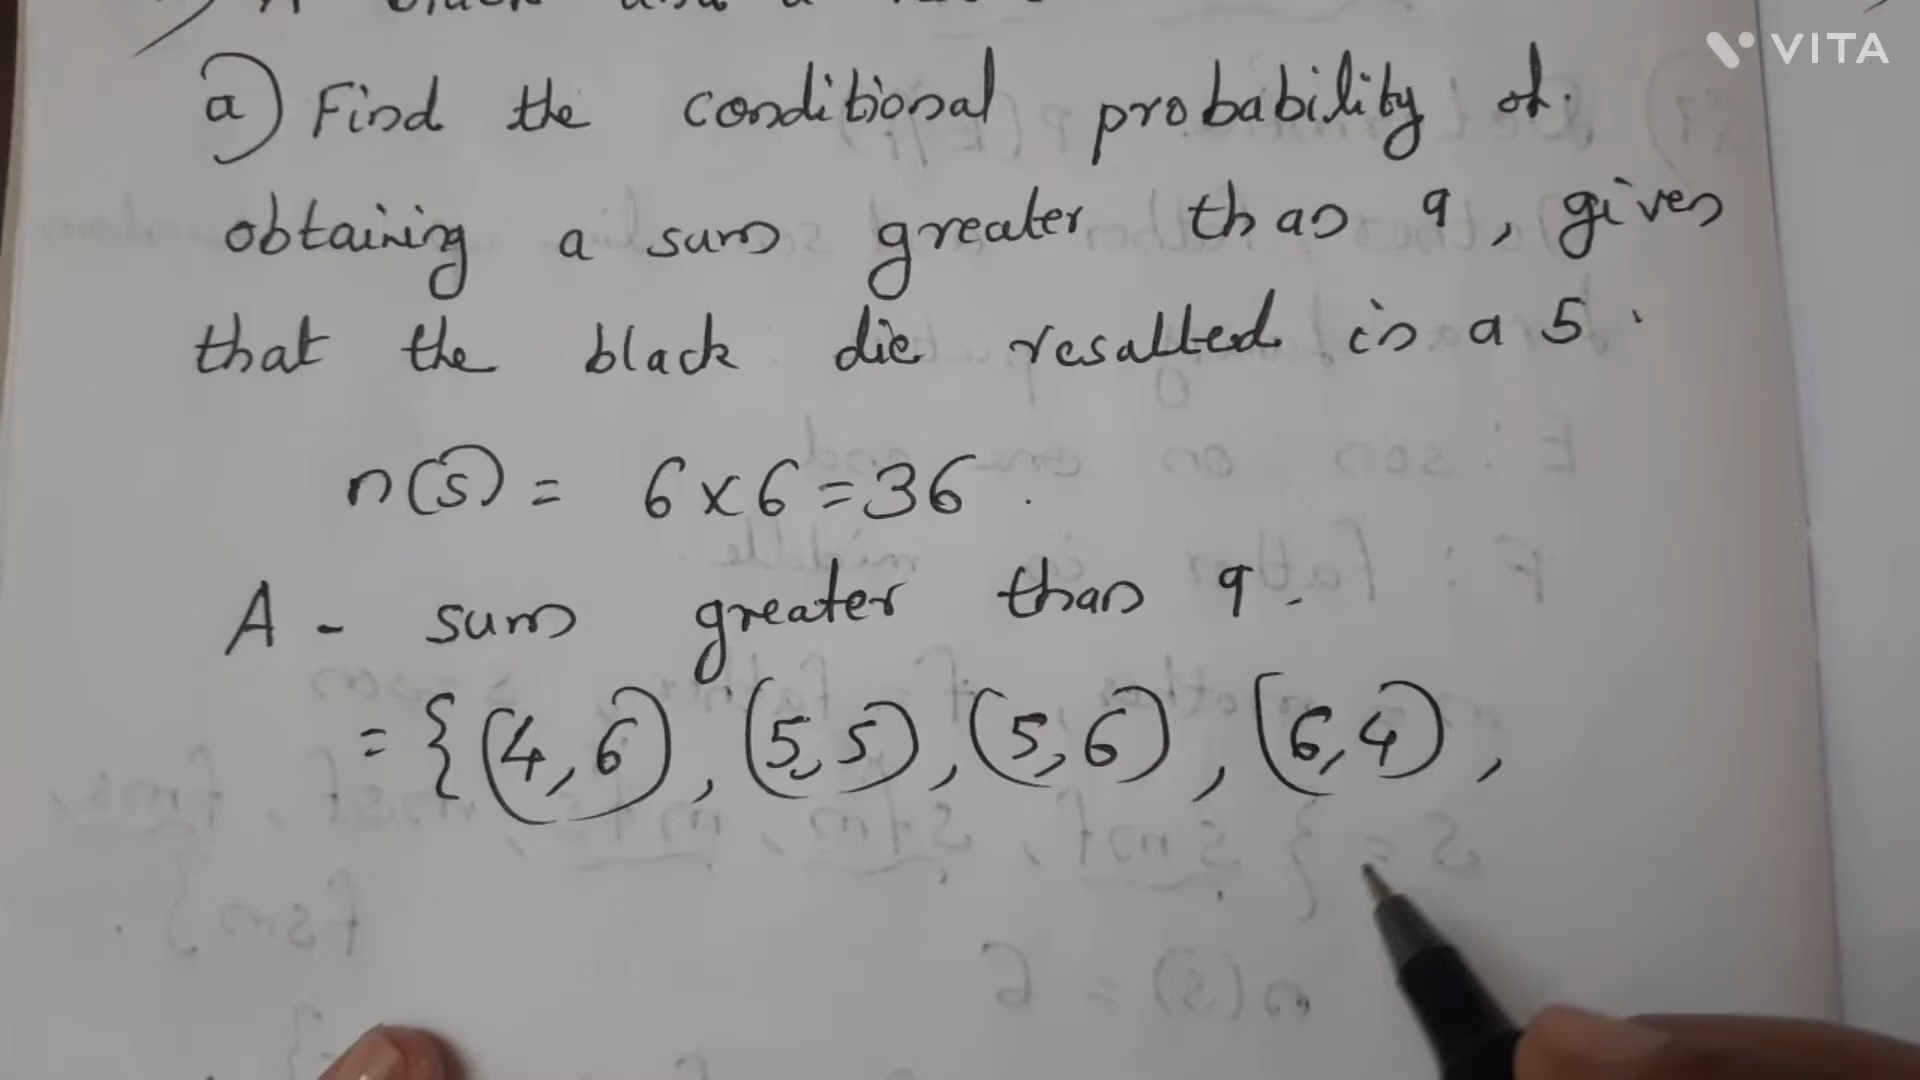 VITA
a) Find the conditional probability of
obtaining a sum greater than 9, given
that the black die resulted in a 5.
n(S) = 6 x 6 = 36.
A - sum greater than 9.
= {(4,6), (5,5), (5,6), (6,4),